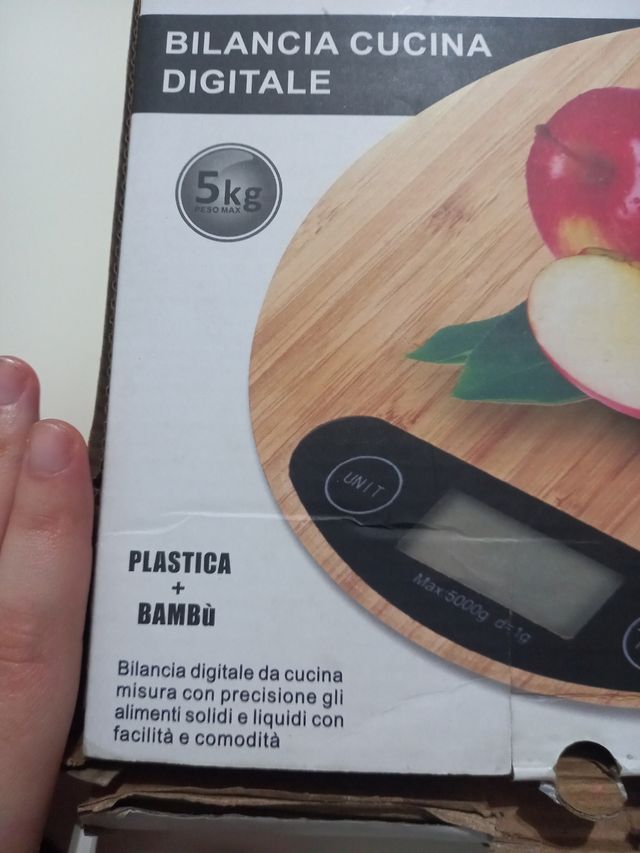 BILANCIA CUCINA
DIGITALE
5kg
PESO MAX
UNIT
Max 5000g d=1g
PLASTICA
+
BAMBù
Bilancia digitale da cucina
misura con precisione gli
alimenti solidi e liquidi con
facilità e comodità